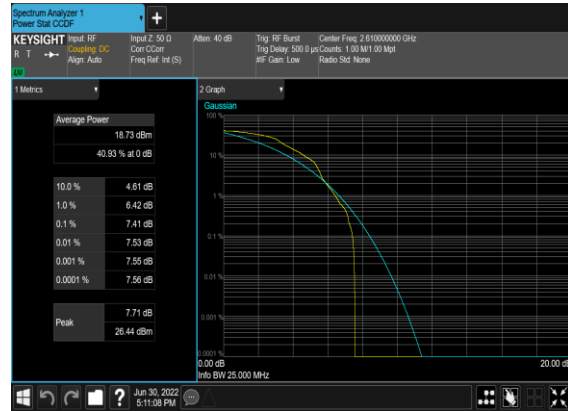 Spectrum Analyzer 1
Power Stat CCDF
KEYSIGHT
R T
LXI
Input: RF
Coupling: DC
Align: Auto
Input Z: 50 Ω
Corr CCorr
Freq Ref: Int (S)
Atten: 40 dB
Trig: RF Burst
Trig Delay: 500.0 µs
#IF Gain: Low
Center Freq: 2.610000000 GHz
Counts: 1.00 M/1.00 Mpt
Radio Std: None
1 Metrics
Average Power
18.73 dBm
40.93 % at 0 dB
10.0 % 4.61 dB
1.0 % 6.42 dB
0.1 % 7.41 dB
0.01 % 7.53 dB
0.001 % 7.55 dB
0.0001 % 7.56 dB
Peak
7.71 dB
26.44 dBm
2 Graph
Gaussian
100 %
10 %
1 %
0.1 %
0.01 %
0.001 %
0.0001 %
0.00 dB
20.00 dB
Info BW 25.000 MHz
?
Jun 30, 2022
5:11:08 PM